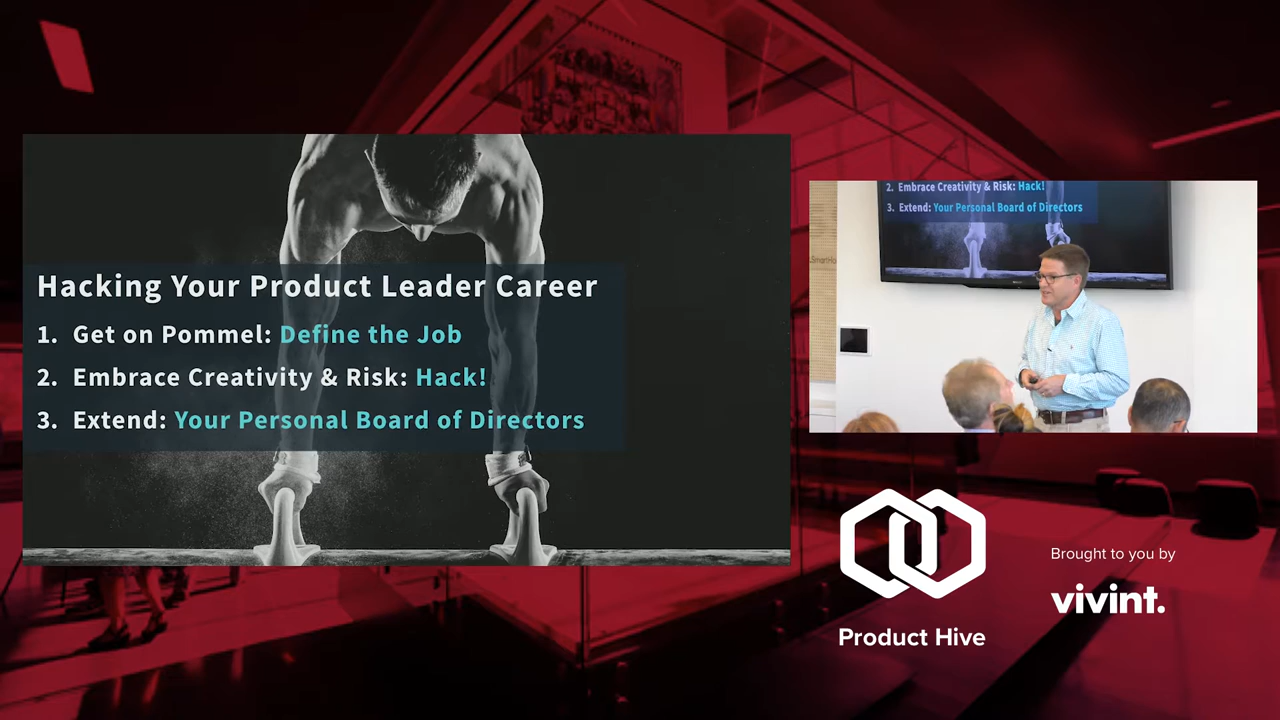 Hacking Your Product Leader Career
1. Get on Pommel: Define the Job
2. Embrace Creativity & Risk: Hack!
3. Extend: Your Personal Board of Directors
2. Embrace Creativity & Risk: Hack!
3. Extend: Your Personal Board of Directors
SmartHo
Product Hive
Brought to you by
vivint.